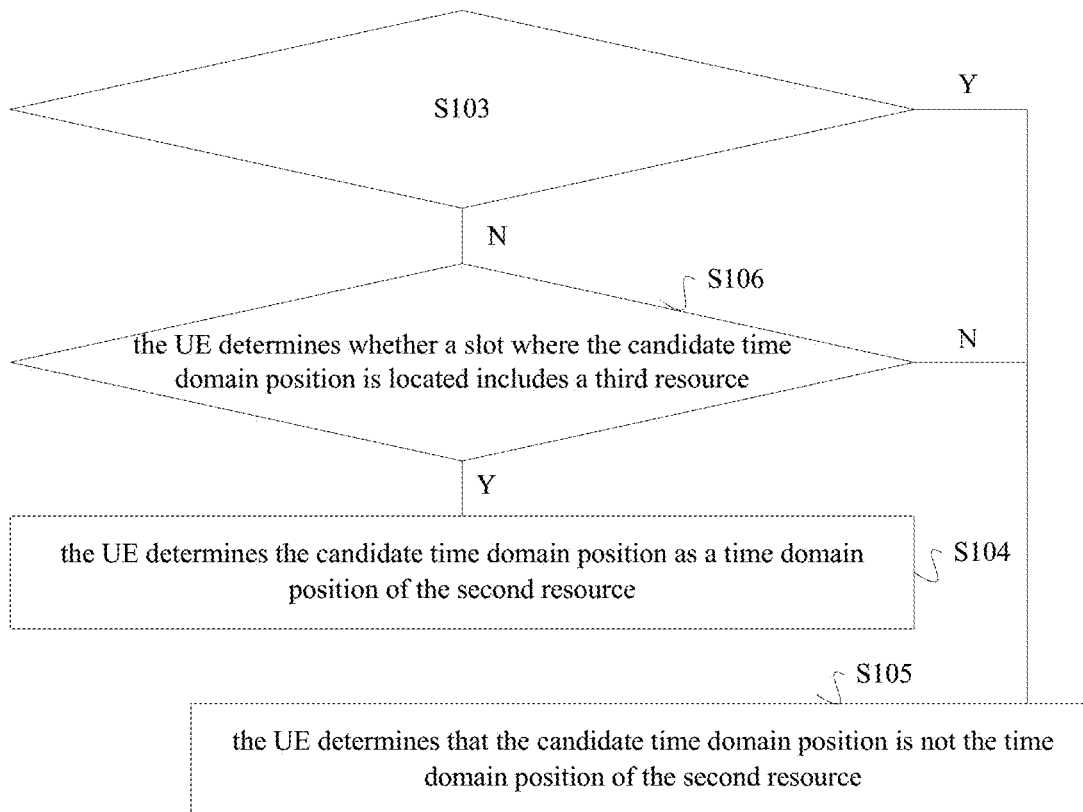 S103
Y
N
S106
the UE determines whether a slot where the candidate time
domain position is located includes a third resource
N
Y
the UE determines the candidate time domain position as a time domain
position of the second resource
S104
S105
the UE determines that the candidate time domain position is not the time
domain position of the second resource